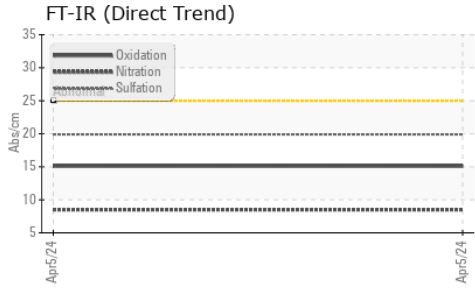 FT-IR (Direct Trend)
35
30
25
20
15
10
5
Abs/cm
Oxidation
Nitration
Sulfation
Abnormal
Apr5/24
Apr5/24